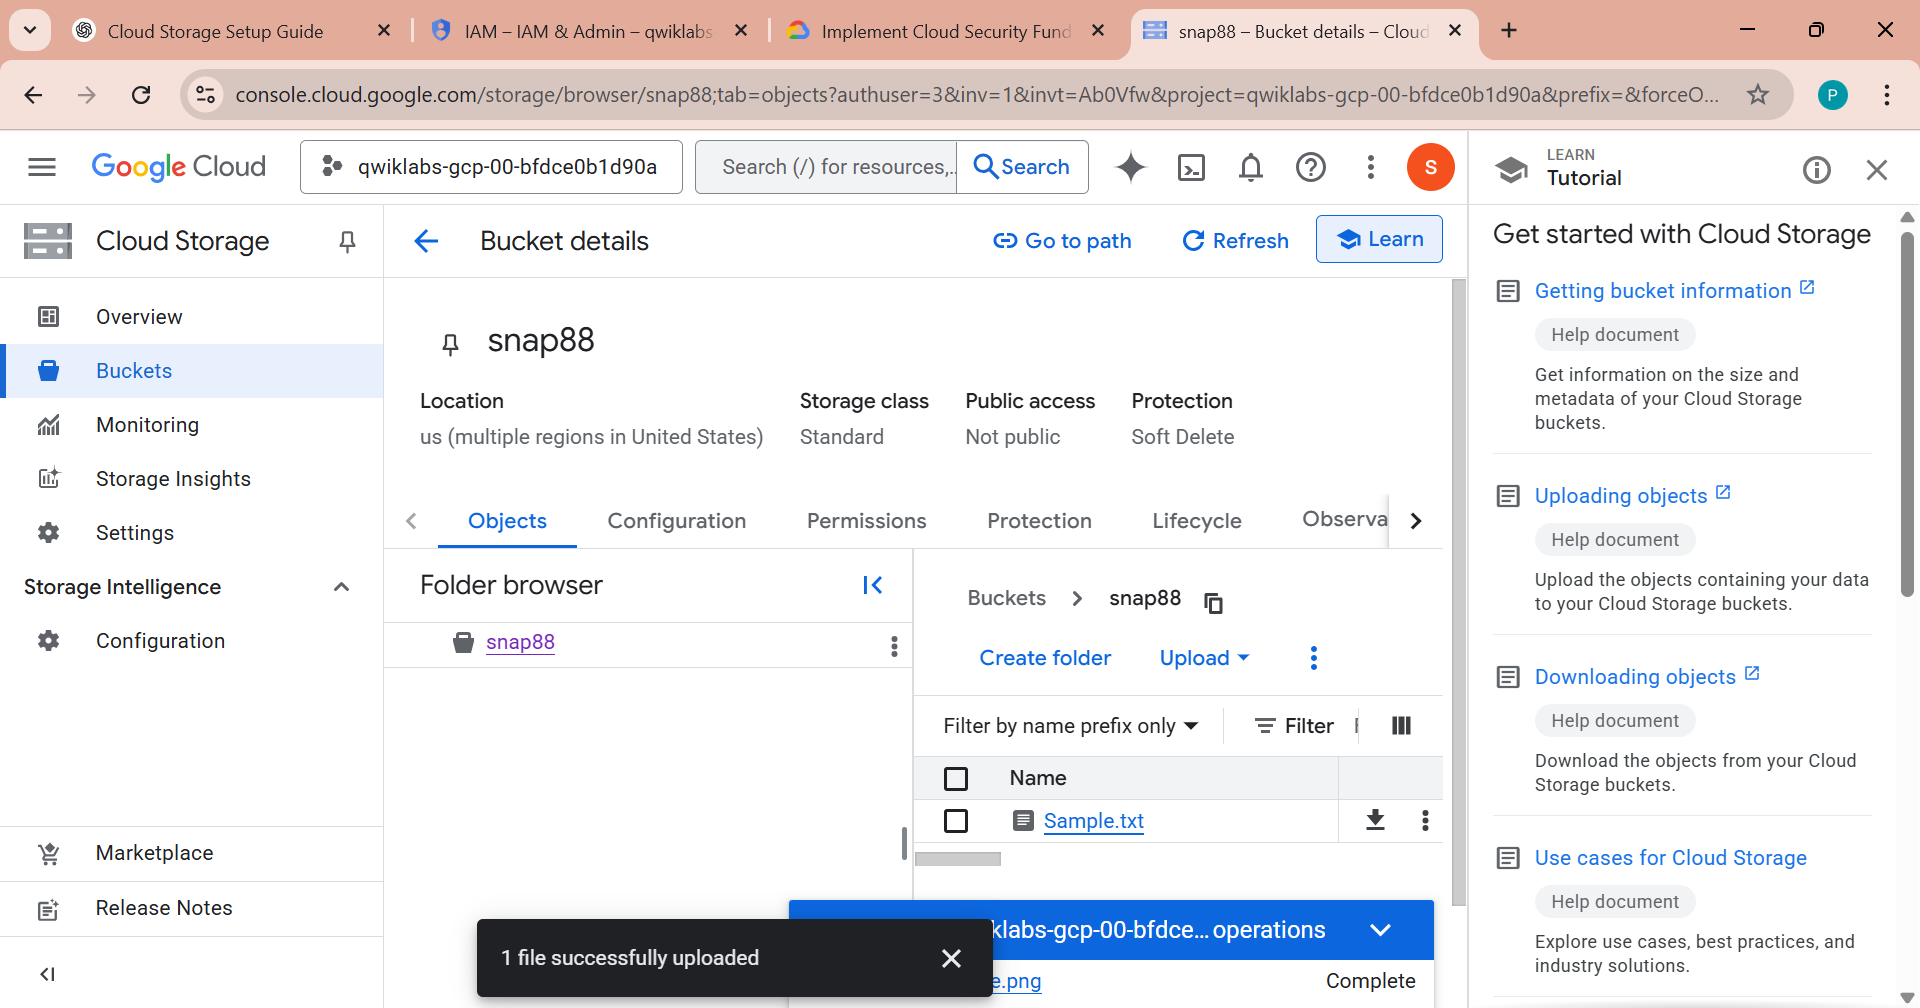 Cloud Storage Setup Guide
IAM – IAM & Admin – qwiklabs
Implement Cloud Security Fund
snap88 – Bucket details – Cloud
console.cloud.google.com/storage/browser/snap88;tab=objects?authuser=3&inv=1&invt=Ab0Vfw&project=qwiklabs-gcp-00-bfdce0b1d90a&prefix=&forceO...
P
Google Cloud
qwiklabs-gcp-00-bfdce0b1d90a
Search (/) for resources,..
Search
S
LEARN
Tutorial
Cloud Storage
Overview
Buckets
Monitoring
Storage Insights
Settings
Storage Intelligence
Configuration
Marketplace
Release Notes
Bucket details
Go to path
Refresh
Learn
snap88
Location
us (multiple regions in United States)
Storage class
Standard
Public access
Not public
Protection
Soft Delete
Objects
Configuration
Permissions
Protection
Lifecycle
Observa
Folder browser
snap88
Buckets
snap88
Create folder
Upload
Filter by name prefix only
Filter
Name
Sample.txt
klabs-gcp-00-bfdce... operations
e.png
Complete
1 file successfully uploaded
Get started with Cloud Storage
Getting bucket information
Help document
Get information on the size and
metadata of your Cloud Storage
buckets.
Uploading objects
Help document
Upload the objects containing your data
to your Cloud Storage buckets.
Downloading objects
Help document
Download the objects from your Cloud
Storage buckets.
Use cases for Cloud Storage
Help document
Explore use cases, best practices, and
industry solutions.